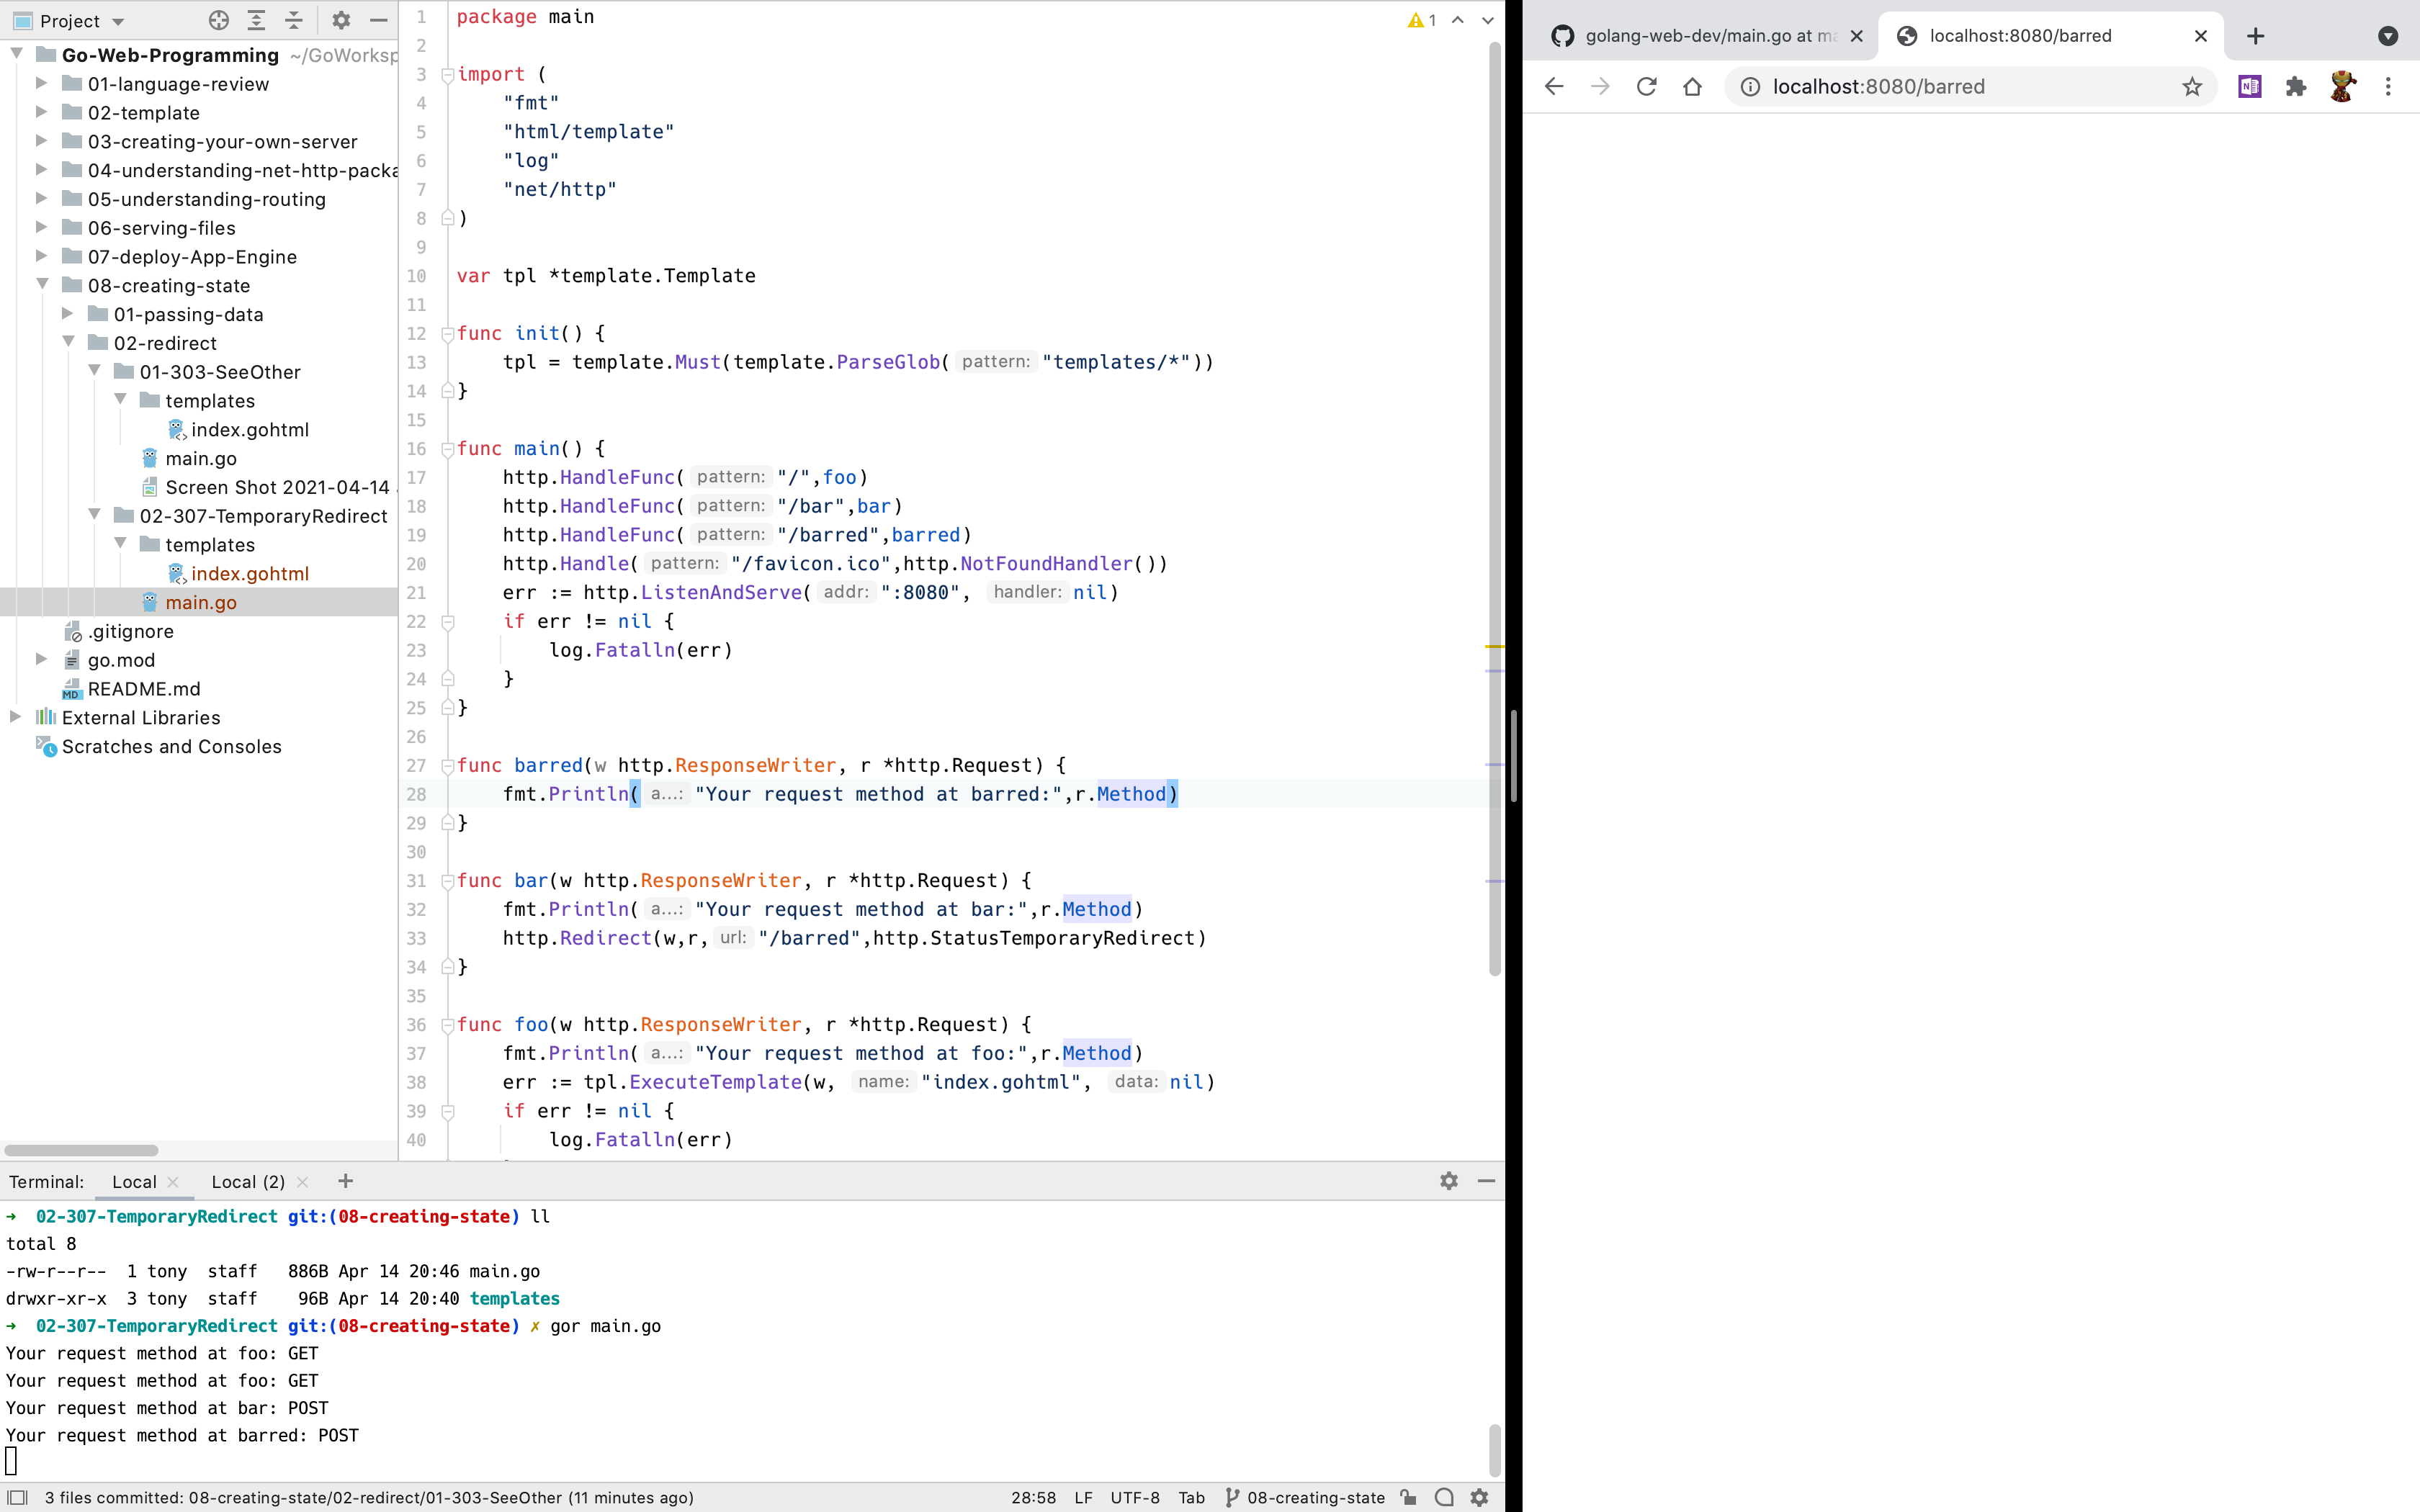 Project
Go-Web-Programming ~/GoWorksp
01-language-review
02-template
03-creating-your-own-server
04-understanding-net-http-packa
05-understanding-routing
06-serving-files
07-deploy-App-Engine
08-creating-state
01-passing-data
02-redirect
01-303-SeeOther
templates
index.gohtml
main.go
Screen Shot 2021-04-14
02-307-TemporaryRedirect
templates
index.gohtml
main.go
.gitignore
go.mod
MD README.md
External Libraries
Scratches and Consoles
1 package main
1
2
3 import (
4 "fmt"
5 "html/template"
6 "log"
7 "net/http"
8 )
9
10 var tpl *template.Template
11
12 func init() {
13 tpl = template.Must(template.ParseGlob( pattern: "templates/*"))
14 }
15
16 func main() {
17 http.HandleFunc( pattern: "/",foo)
18 http.HandleFunc( pattern: "/bar",bar)
19 http.HandleFunc( pattern: "/barred",barred)
20 http.Handle( pattern: "/favicon.ico",http.NotFoundHandler())
21 err := http.ListenAndServe( addr: ":8080", handler: nil)
22 if err != nil {
23 log.Fatalln(err)
24 }
25 }
26
27 func barred(w http.ResponseWriter, r *http.Request) {
28 fmt.Println( a...: "Your request method at barred:",r.Method)
29 }
30
31 func bar(w http.ResponseWriter, r *http.Request) {
32 fmt.Println( a...: "Your request method at bar:",r.Method)
33 http.Redirect(w,r, url: "/barred",http.StatusTemporaryRedirect)
34 }
35
36 func foo(w http.ResponseWriter, r *http.Request) {
37 fmt.Println( a...: "Your request method at foo:",r.Method)
38 err := tpl.ExecuteTemplate(w, name: "index.gohtml", data: nil)
39 if err != nil {
40 log.Fatalln(err)
Terminal: Local × Local (2) × +
→ 02-307-TemporaryRedirect git:(08-creating-state) ll
total 8
-rw-r--r-- 1 tony staff 886B Apr 14 20:46 main.go
drwxr-xr-x 3 tony staff 96B Apr 14 20:40 templates
→ 02-307-TemporaryRedirect git:(08-creating-state) ✗ gor main.go
Your request method at foo: GET
Your request method at foo: GET
Your request method at bar: POST
Your request method at barred: POST
3 files committed: 08-creating-state/02-redirect/01-303-SeeOther (11 minutes ago)
28:58 LF UTF-8 Tab 08-creating-state
golang-web-dev/main.go at ma
localhost:8080/barred
localhost:8080/barred
N